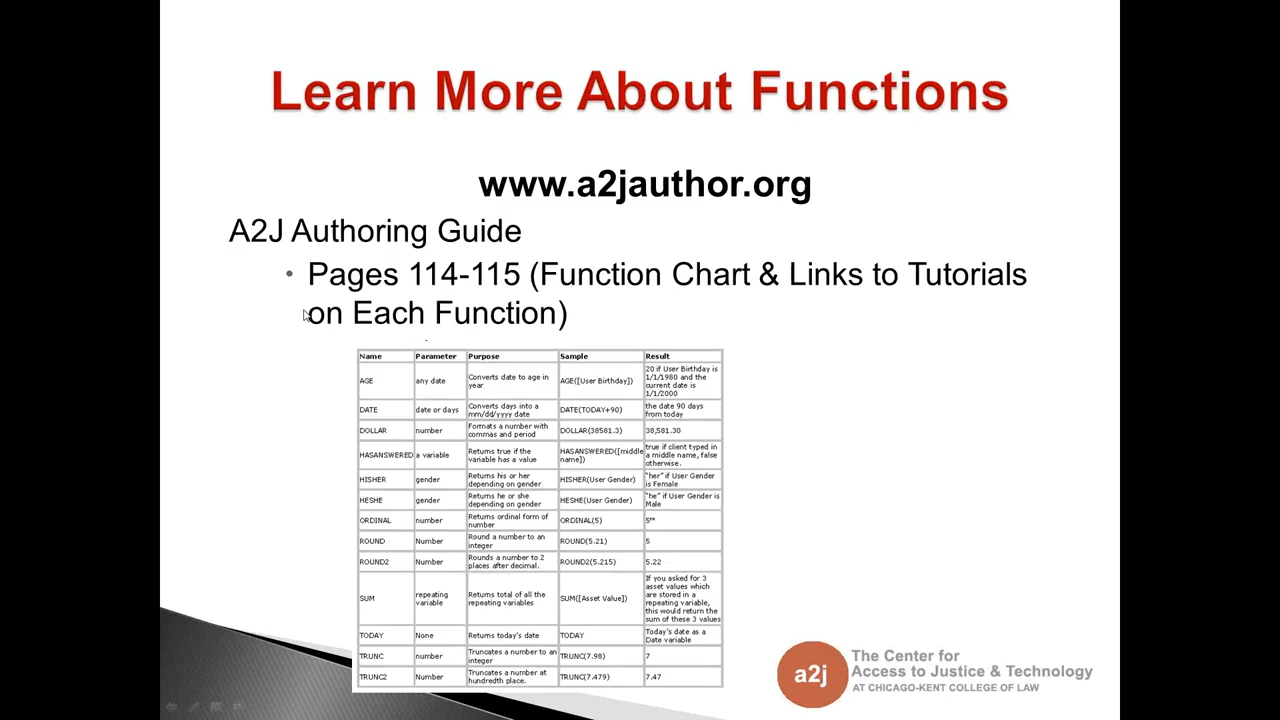 Learn More About Functions
www.a2jauthor.org
A2J Authoring Guide
• Pages 114-115 (Function Chart & Links to Tutorials
on Each Function)
Name Parameter Purpose Sample Result
AGE any date Converts date to age in year AGE([User Birthday]) 20 if User Birthday is 1/1/1980 and the current date is 1/1/2000
DATE date or days Converts days into a mm/dd/yyyy date DATE(TODAY+90) the date 90 days from today
DOLLAR number Formats a number with commas and period DOLLAR(38581.3) 38,581.30
HASANSWERED a variable Returns true if the variable has a value HASANSWERED([middle name]) true if client typed in a middle name, false otherwise.
HISHER gender Returns his or her depending on gender HISHER(User Gender) "her" if User Gender is Female
HESHE gender Returns he or she depending on gender HESHE(User Gender) "he" if User Gender is Male
ORDINAL number Returns ordinal form of number ORDINAL(5) 5th
ROUND Number Round a number to an integer ROUND(5.21) 5
ROUND2 Number Rounds a number to 2 places after decimal. ROUND2(5.215) 5.22
SUM repeating variable Returns total of all the repeating variables SUM([Asset Value]) If you asked for 3 asset values which are stored in a repeating variable, this would return the sum of these 3 values
TODAY None Returns today's date TODAY Today's date as a Date variable
TRUNC number Truncates a number to an integer TRUNC(7.98) 7
TRUNC2 Number Truncates a number at hundredth place. TRUNC(7.479) 7.47
a2j
The Center for
Access to Justice & Technology
AT CHICAGO-KENT COLLEGE OF LAW